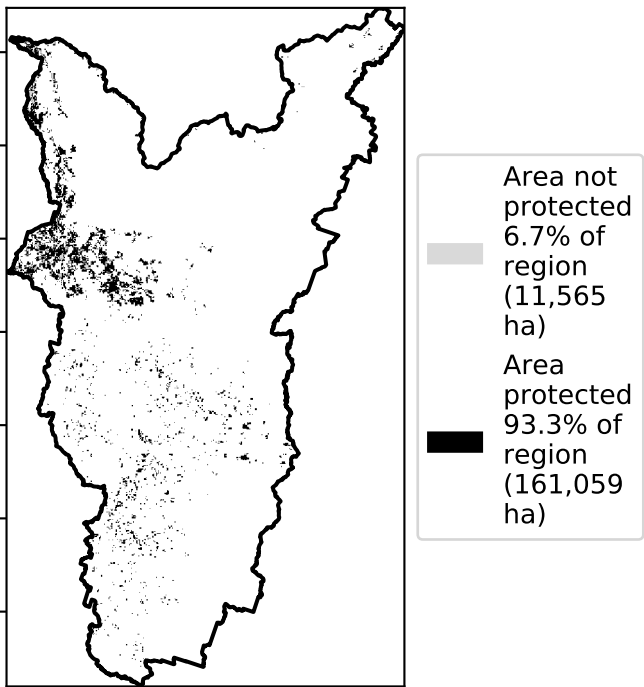 Area not
protected
6.7% of
region
(11,565
ha)
Area
protected
93.3% of
region
(161,059
ha)